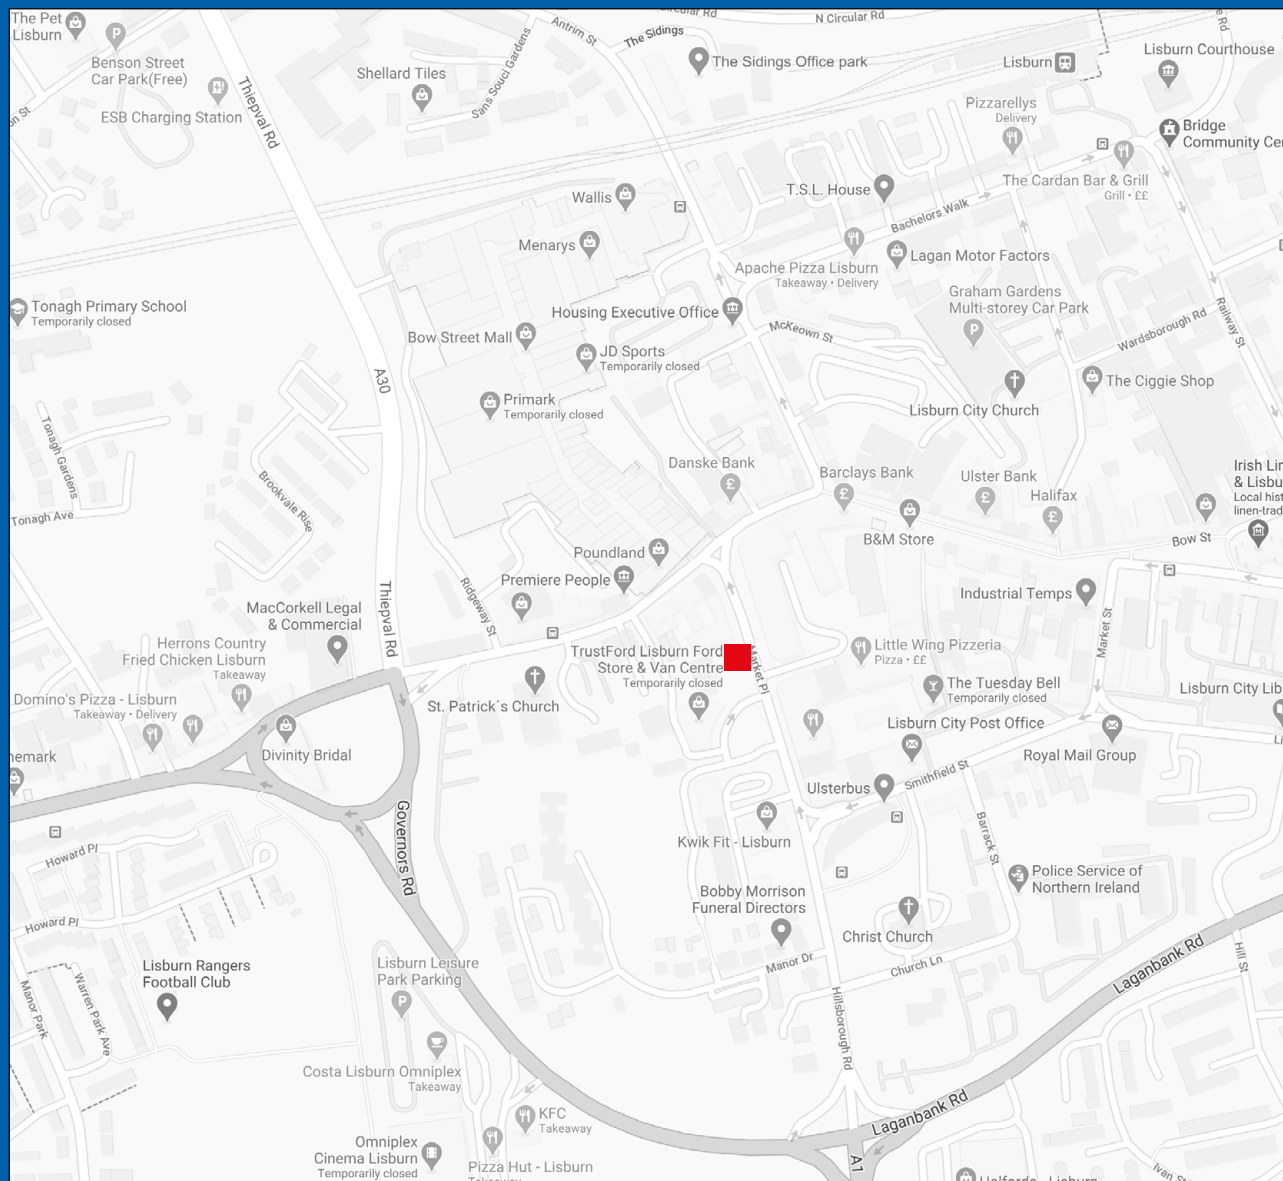 The Pet
Lisburn
Benson Street
Car Park(Free)
ESB Charging Station
Thiepval Rd
Shellard Tiles
Sans Souci Gardens
Antrim St
The Sidings
N Circular Rd
The Sidings Office park
Lisburn
Lisburn Courthouse
Pizzarellys
Delivery
Bridge
Community
The Cardan Bar & Grill
Grill • ££
T.S.L. House
Bachelors Walk
Wallis
Menarys
Apache Pizza Lisburn
Takeaway • Delivery
Lagan Motor Factors
Graham Gardens
Multi-storey Car Park
Wardsborough Rd
Railway St
Tonagh Primary School
Temporarily closed
Housing Executive Office
McKeown St
Bow Street Mall
JD Sports
Temporarily closed
A30
Primark
Temporarily closed
The Ciggie Shop
Lisburn City Church
Tonagh Gardens
Brookvale Rise
Tonagh Ave
Danske Bank
Barclays Bank
Ulster Bank
Halifax
Irish
&
Local
B&M Store
Bow St
Poundland
Premiere People
Ridgeway St
Thiepval Rd
Industrial Temps
Market St
MacCorkell Legal
& Commercial
Herrons Country
Fried Chicken Lisburn
Takeaway
TrustFord Lisburn Ford
Store & Van Centre
Temporarily closed
Market Pl
Little Wing Pizzeria
Pizza • ££
The Tuesday Bell
Temporarily closed
Lisburn City
Domino's Pizza - Lisburn
Takeaway • Delivery
St. Patrick´s Church
Lisburn City Post Office
Royal Mail Group
Divinity Bridal
Ulsterbus
Smithfield St
Governors Rd
Kwik Fit - Lisburn
Barrack St
Howard Pl
Police Service of
Northern Ireland
Bobby Morrison
Funeral Directors
Howard Pl
Christ Church
Manor Dr
Church Ln
Laganbank Rd
Hill St
Lisburn Rangers
Football Club
Lisburn Leisure
Park Parking
Manor Park
Warren Park Ave
Hillsborough Rd
Costa Lisburn Omniplex
Takeaway
KFC
Takeaway
Laganbank Rd
Omniplex
Cinema Lisburn
Temporarily closed
Pizza Hut - Lisburn
A1
Halfords - Lisburn
Ivan St